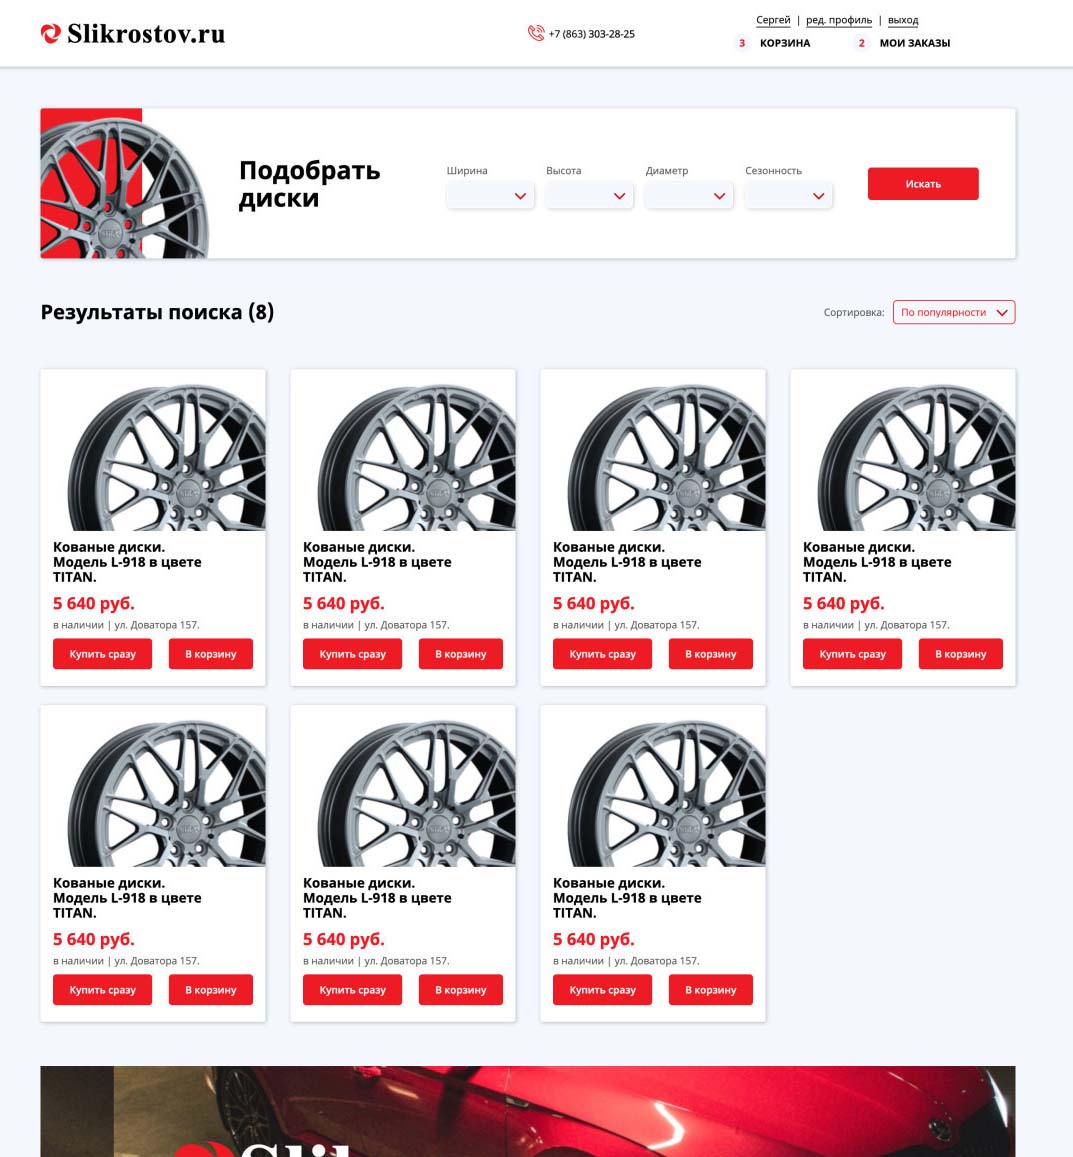 Slikrostov.ru
+7 (863) 303-28-25
Сергей | ред. профиль | выход
3 КОРЗИНА 2 МОИ ЗАКАЗЫ
Подобрать
диски
Ширина Высота Диаметр Сезонность
Искать
Результаты поиска (8)
Сортировка: По популярности
Кованые диски.
Модель L-918 в цвете
TITAN.
5 640 руб.
в наличии | ул. Доватора 157.
Купить сразу В корзину
Кованые диски.
Модель L-918 в цвете
TITAN.
5 640 руб.
в наличии | ул. Доватора 157.
Купить сразу В корзину
Кованые диски.
Модель L-918 в цвете
TITAN.
5 640 руб.
в наличии | ул. Доватора 157.
Купить сразу В корзину
Кованые диски.
Модель L-918 в цвете
TITAN.
5 640 руб.
в наличии | ул. Доватора 157.
Купить сразу В корзину
Кованые диски.
Модель L-918 в цвете
TITAN.
5 640 руб.
в наличии | ул. Доватора 157.
Купить сразу В корзину
Кованые диски.
Модель L-918 в цвете
TITAN.
5 640 руб.
в наличии | ул. Доватора 157.
Купить сразу В корзину
Кованые диски.
Модель L-918 в цвете
TITAN.
5 640 руб.
в наличии | ул. Доватора 157.
Купить сразу В корзину